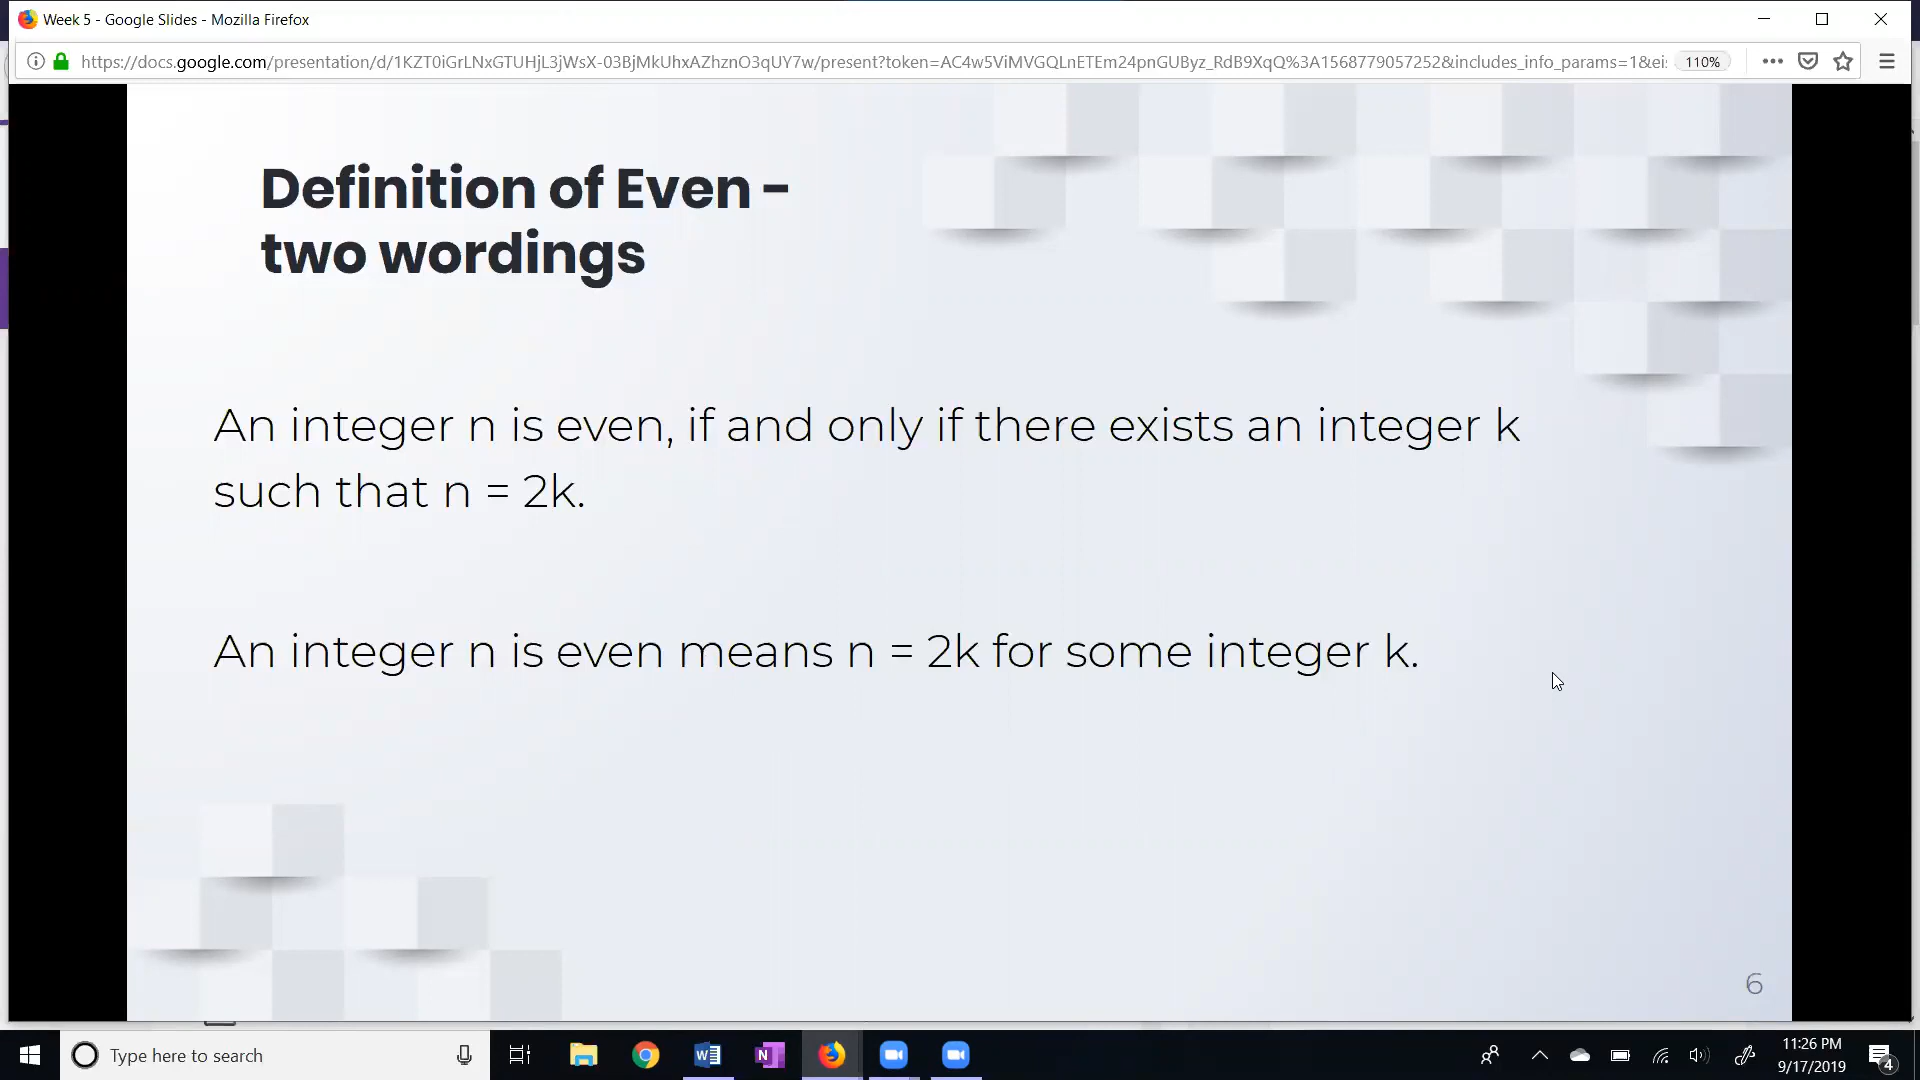 Week 5 - Google Slides - Mozilla Firefox
https://docs.google.com/presentation/d/1KZT0iGrLNxGTUHjL3jWsX-03BjMkUhxAZhznO3qUY7w/present?token=AC4w5ViMVGQLnETEm24pnGUByz_RdB9XqQ%3A1568779057252&includes_info_params=1&eis
110%
Definition of Even -
two wordings
An integer n is even, if and only if there exists an integer k
such that n = 2k.
An integer n is even means n = 2k for some integer k.
6
Type here to search
11:26 PM
9/17/2019
4